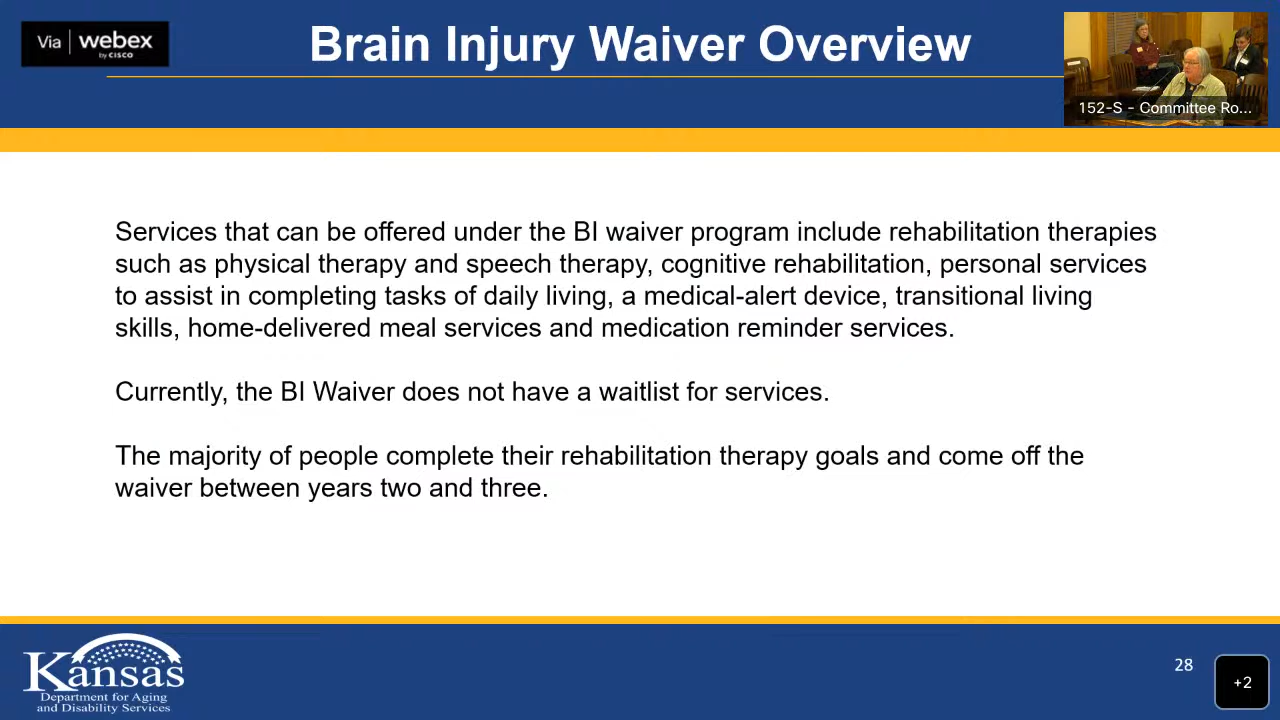 Via | webex
by CISCO
Brain Injury Waiver Overview
152-S - Committee Ro...
Services that can be offered under the BI waiver program include rehabilitation therapies
such as physical therapy and speech therapy, cognitive rehabilitation, personal services
to assist in completing tasks of daily living, a medical-alert device, transitional living
skills, home-delivered meal services and medication reminder services.
Currently, the BI Waiver does not have a waitlist for services.
The majority of people complete their rehabilitation therapy goals and come off the
waiver between years two and three.
Kansas
Department for Aging
and Disability Services
28
+2